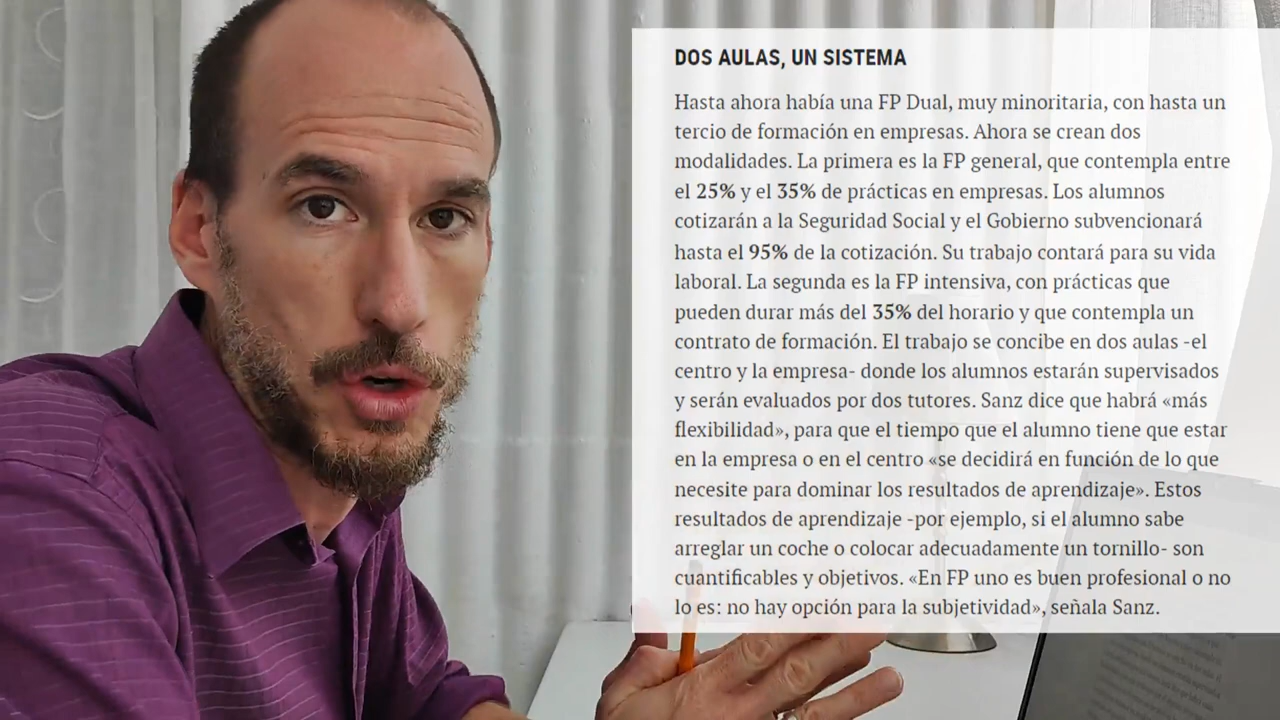 DOS AULAS, UN SISTEMA
Hasta ahora había una FP Dual, muy minoritaria, con hasta un
tercio de formación en empresas. Ahora se crean dos
modalidades. La primera es la FP general, que contempla entre
el 25% y el 35% de prácticas en empresas. Los alumnos
cotizarán a la Seguridad Social y el Gobierno subvencionará
hasta el 95% de la cotización. Su trabajo contará para su vida
laboral. La segunda es la FP intensiva, con prácticas que
pueden durar más del 35% del horario y que contempla un
contrato de formación. El trabajo se concibe en dos aulas -el
centro y la empresa- donde los alumnos estarán supervisados
y serán evaluados por dos tutores. Sanz dice que habrá «más
flexibilidad», para que el tiempo que el alumno tiene que estar
en la empresa o en el centro «se decidirá en función de lo que
necesite para dominar los resultados de aprendizaje». Estos
resultados de aprendizaje -por ejemplo, si el alumno sabe
arreglar un coche o colocar adecuadamente un tornillo- son
cuantificables y objetivos. «En FP uno es buen profesional o no
lo es: no hay opción para la subjetividad», señala Sanz.